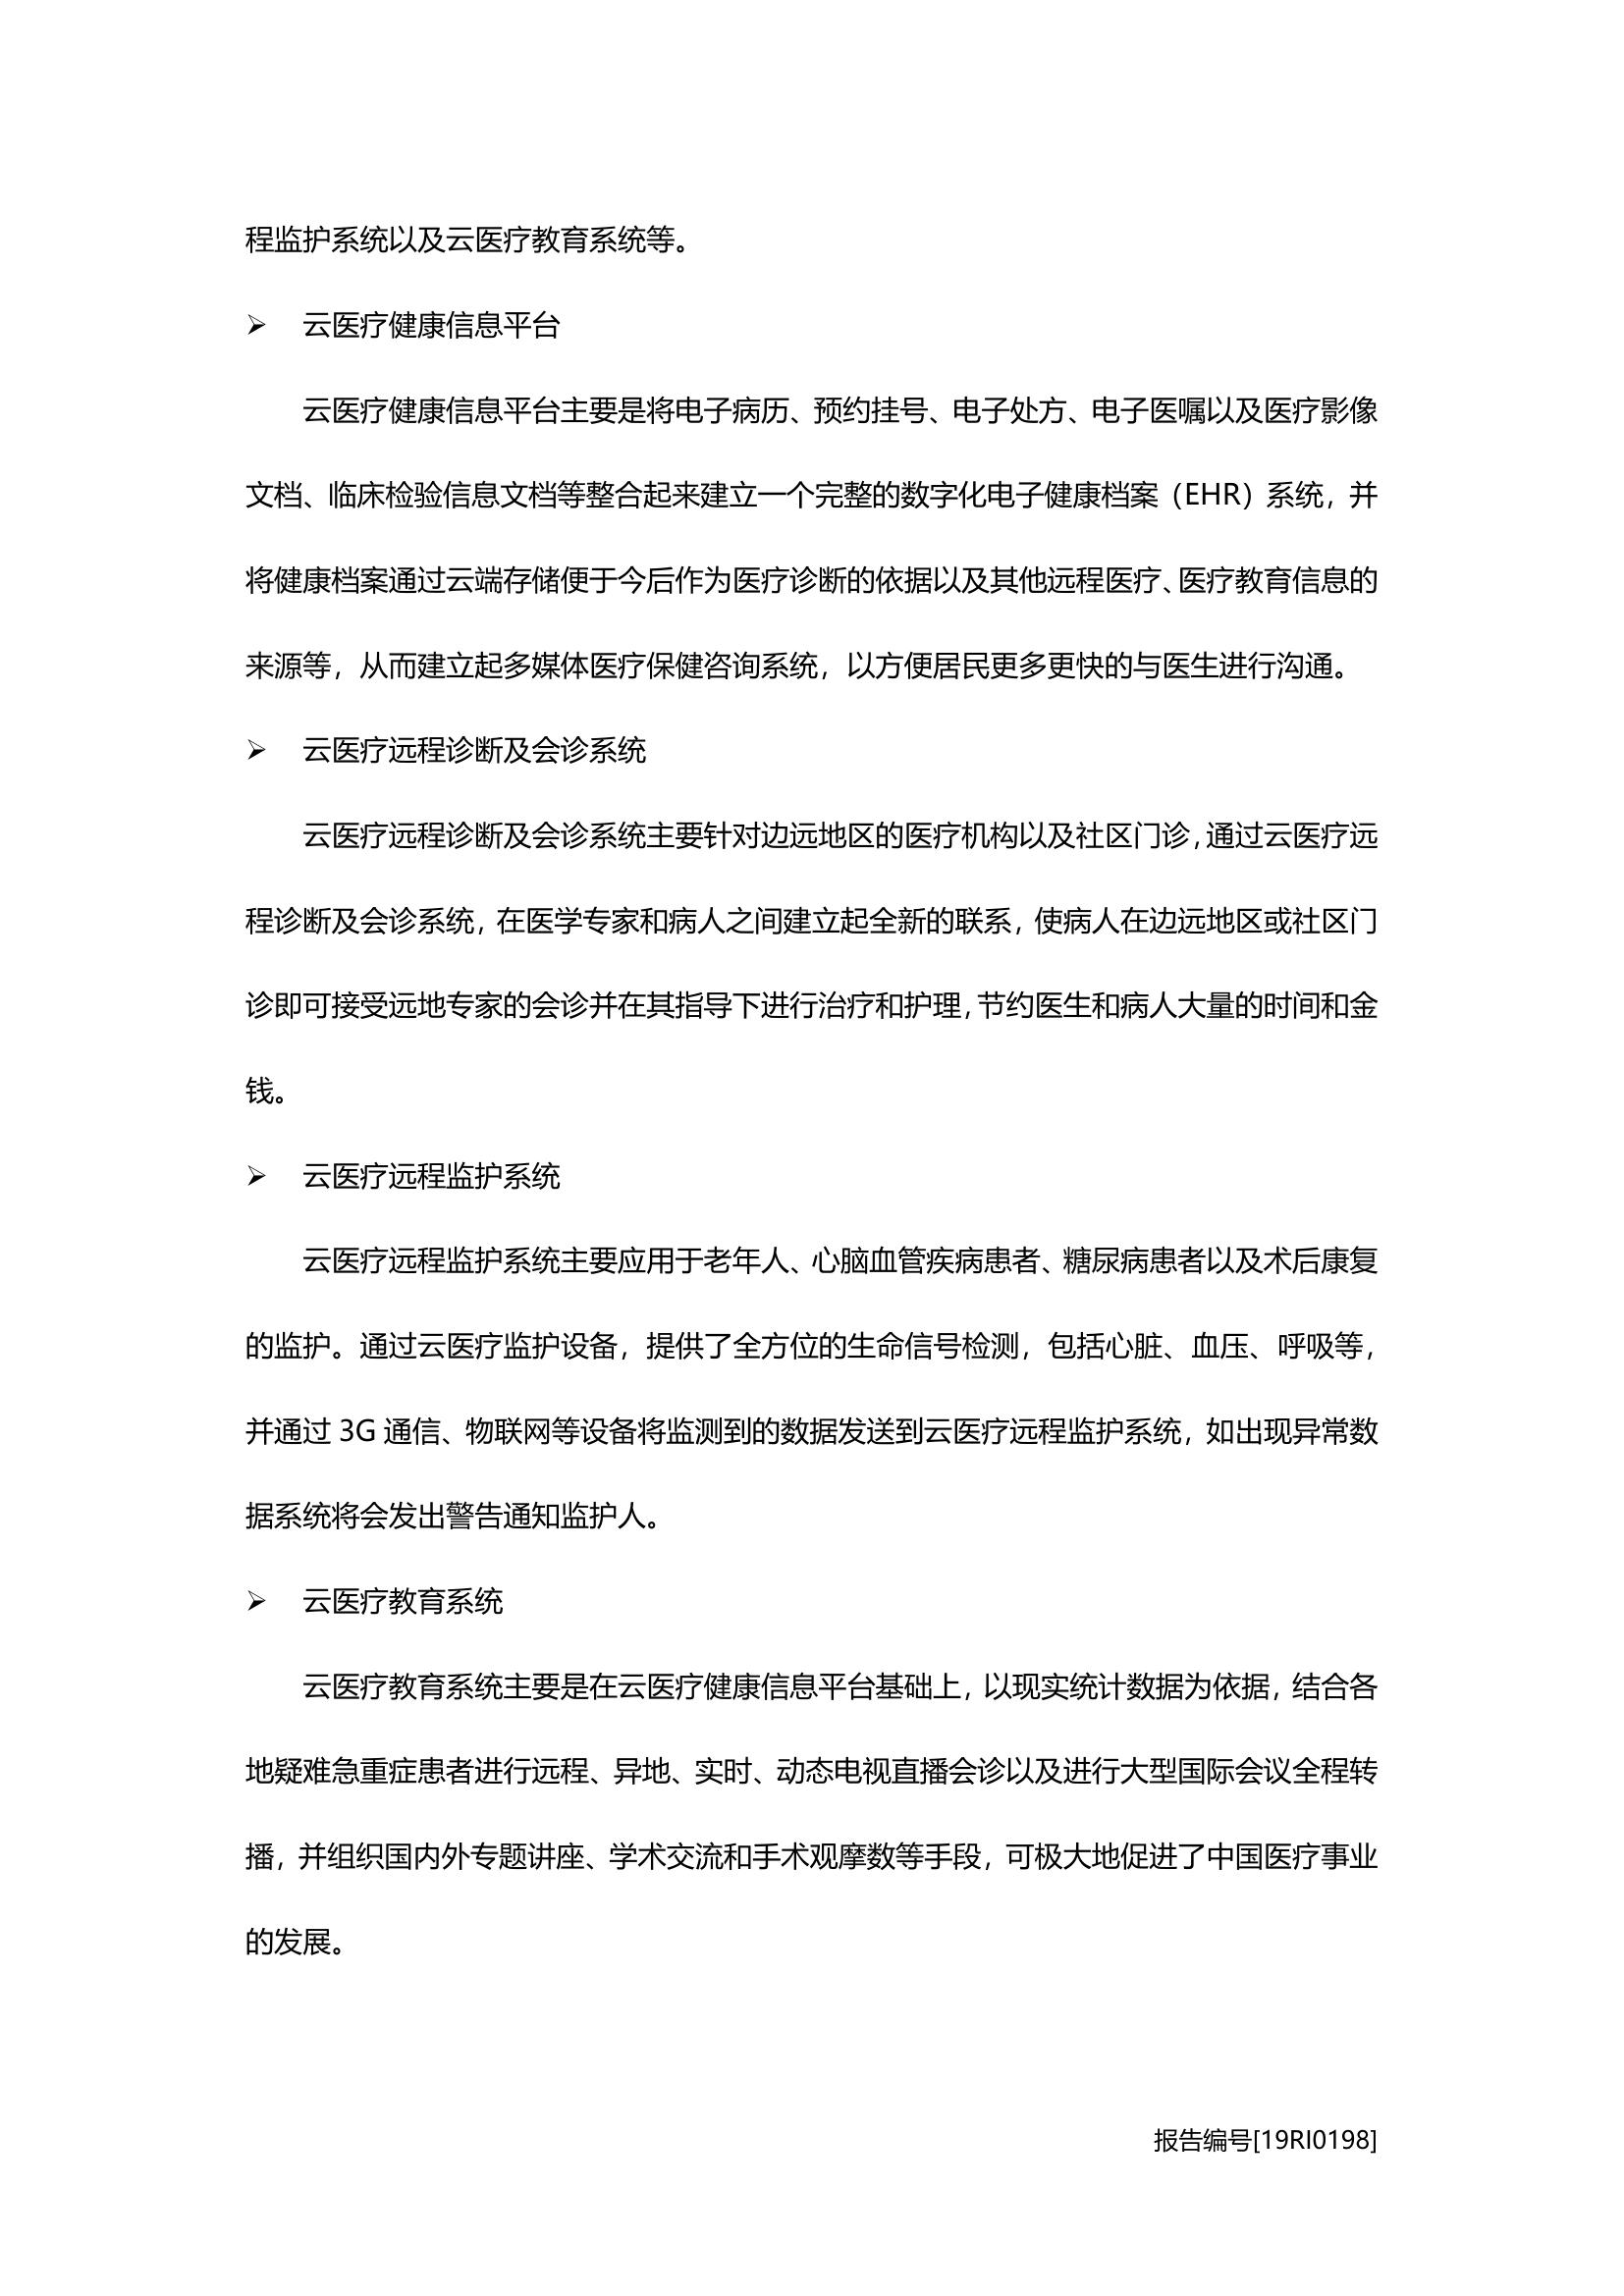 程监护系统以及云医疗教育系统等。
➢ 云医疗健康信息平台
云医疗健康信息平台主要是将电子病历、预约挂号、电子处方、电子医嘱以及医疗影像
文档、临床检验信息文档等整合起来建立一个完整的数字化电子健康档案（EHR）系统，并
将健康档案通过云端存储便于今后作为医疗诊断的依据以及其他远程医疗、医疗教育信息的
来源等，从而建立起多媒体医疗保健咨询系统，以方便居民更多更快的与医生进行沟通。
➢ 云医疗远程诊断及会诊系统
云医疗远程诊断及会诊系统主要针对边远地区的医疗机构以及社区门诊，通过云医疗远
程诊断及会诊系统，在医学专家和病人之间建立起全新的联系，使病人在边远地区或社区门
诊即可接受远地专家的会诊并在其指导下进行治疗和护理，节约医生和病人大量的时间和金
钱。
➢ 云医疗远程监护系统
云医疗远程监护系统主要应用于老年人、心脑血管疾病患者、糖尿病患者以及术后康复
的监护。通过云医疗监护设备，提供了全方位的生命信号检测，包括心脏、血压、呼吸等，
并通过 3G 通信、物联网等设备将监测到的数据发送到云医疗远程监护系统，如出现异常数
据系统将会发出警告通知监护人。
➢ 云医疗教育系统
云医疗教育系统主要是在云医疗健康信息平台基础上，以现实统计数据为依据，结合各
地疑难急重症患者进行远程、异地、实时、动态电视直播会诊以及进行大型国际会议全程转
播，并组织国内外专题讲座、学术交流和手术观摩数等手段，可极大地促进了中国医疗事业
的发展。
报告编号[19RI0198]